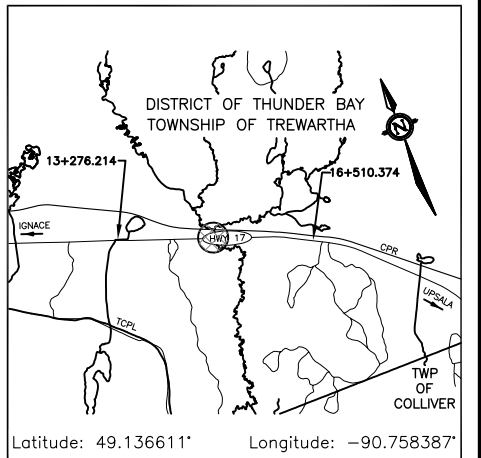 DISTRICT OF THUNDER BAY
TOWNSHIP OF TREWARTHA
N
13+276.214
16+510.374
IGNACE
HWY 17
CPR
UPSALA
TCPL
TWP
OF
COLLIVER
Latitude: 49.136611° Longitude: -90.758387°